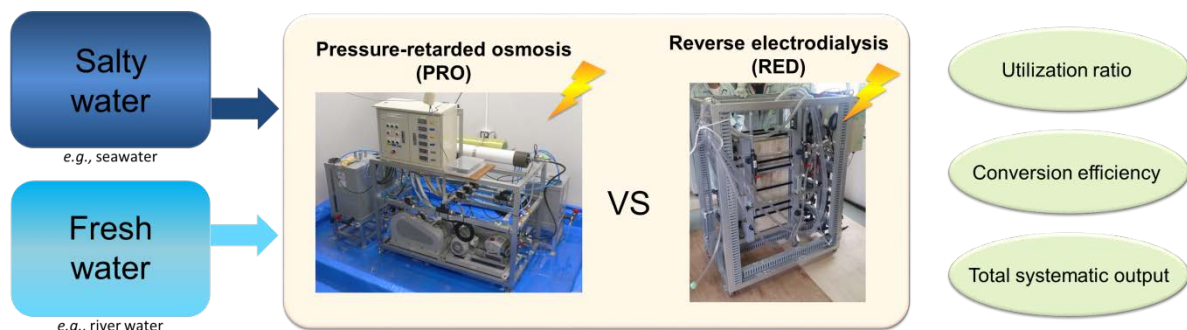 Salty
water
e.g., seawater
Fresh
water
e.g., river water
Pressure-retarded osmosis
(PRO)
VS
Reverse electrodialysis
(RED)
Utilization ratio
Conversion efficiency
Total systematic output